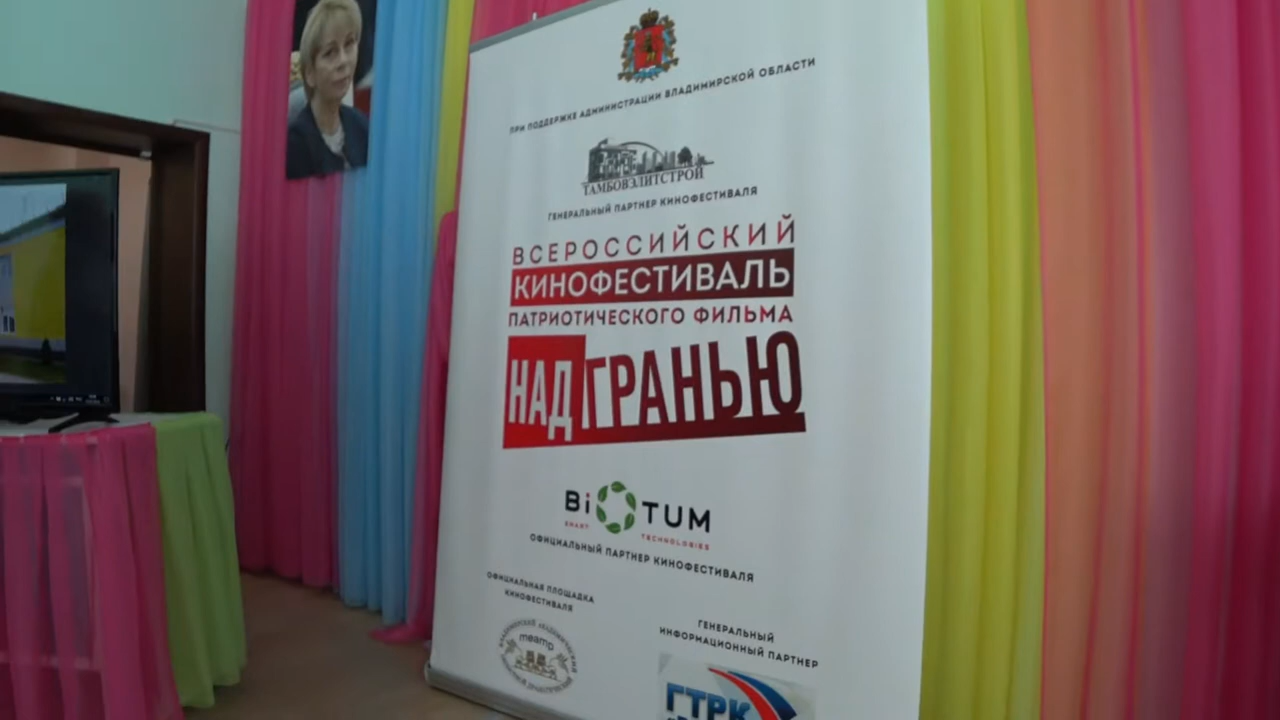 ПРИ ПОДДЕРЖКЕ АДМИНИСТРАЦИИ ВЛАДИМИРСКОЙ ОБЛАСТИ
ТАМБОВЭЛИТСТРОЙ
ГЕНЕРАЛЬНЫЙ ПАРТНЕР КИНОФЕСТИВАЛЯ
ВСЕРОССИЙСКИЙ
КИНОФЕСТИВАЛЬ
ПАТРИОТИЧЕСКОГО ФИЛЬМА
НАД ГРАНЬЮ
BiOTUM
SMART TECHNOLOGIES
ОФИЦИАЛЬНЫЙ ПАРТНЕР КИНОФЕСТИВАЛЯ
ОФИЦИАЛЬНАЯ ПЛОЩАДКА
КИНОФЕСТИВАЛЯ
театр
ГЕНЕРАЛЬНЫЙ
ИНФОРМАЦИОННЫЙ ПАРТНЕР
ГТРК